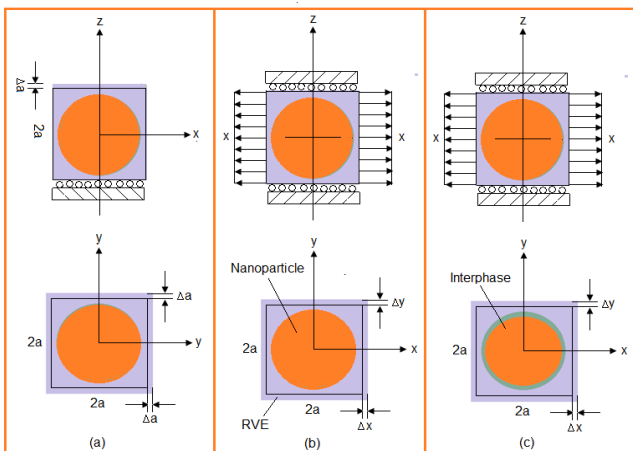 z
Δa
2a
x
y
Δa
2a
y
2a
Δa
(a)
z
x
x
y
Nanoparticle
Δy
2a
x
2a
RVE
Δx
(b)
z
x
x
y
Interphase
Δy
2a
x
2a
Δx
(c)